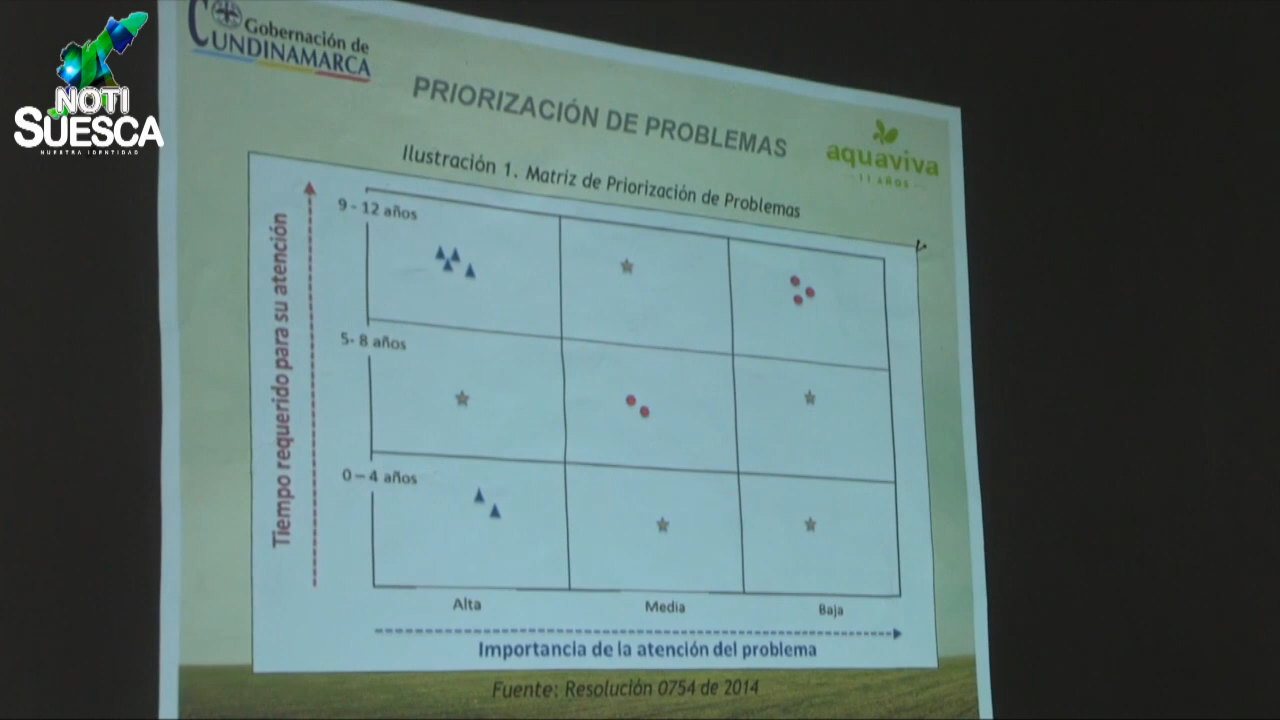 NOTI
SUESCA
NUESTRA IDENTIDAD
Gobernación de
CUNDINAMARCA
PRIORIZACIÓN DE PROBLEMAS
aquaviva
11 AÑOS
Ilustración 1. Matriz de Priorización de Problemas
Tiempo requerido para su atención
9 - 12 años
5- 8 años
0 – 4 años
Alta
Media
Baja
Importancia de la atención del problema
Fuente: Resolución 0754 de 2014